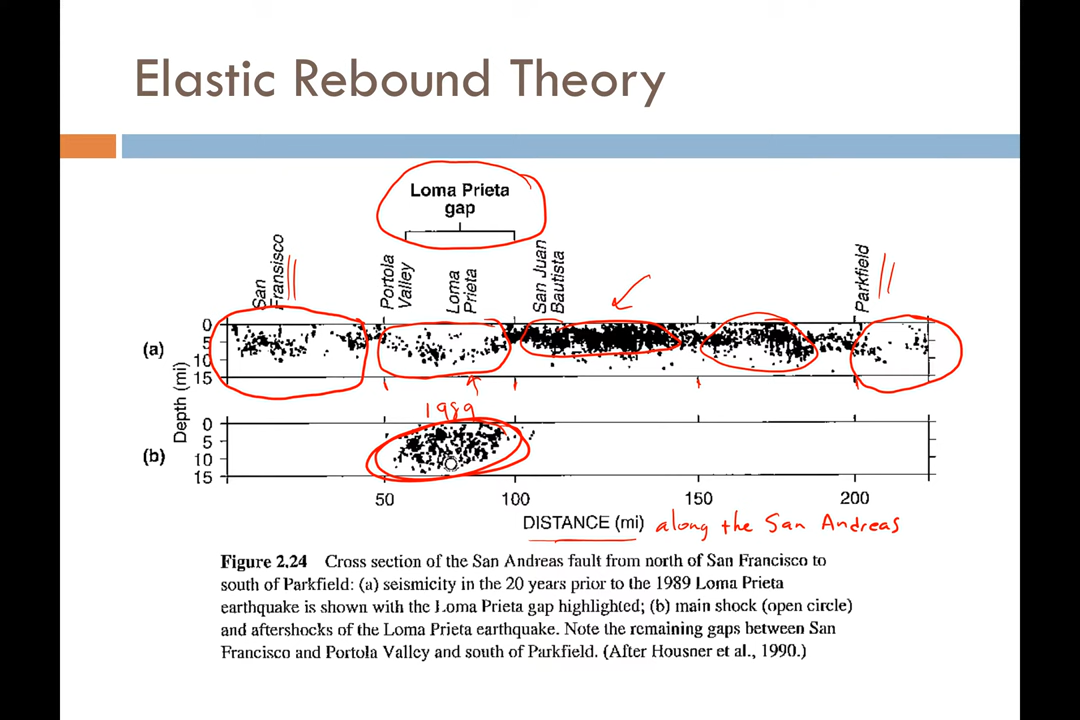 Elastic Rebound Theory
Loma Prieta
gap
San
Fransisco
Portola
Valley
Loma
Prieta
San Juan
Bautista
Parkfield
(a)
0
5
10
15
Depth (mi)
1989
(b)
0
5
10
15
50 100 150 200
DISTANCE (mi) along the San Andreas
Figure 2.24 Cross section of the San Andreas fault from north of San Francisco to
south of Parkfield: (a) seismicity in the 20 years prior to the 1989 Loma Prieta
earthquake is shown with the Loma Prieta gap highlighted; (b) main shock (open circle)
and aftershocks of the Loma Prieta earthquake. Note the remaining gaps between San
Francisco and Portola Valley and south of Parkfield. (After Housner et al., 1990.)